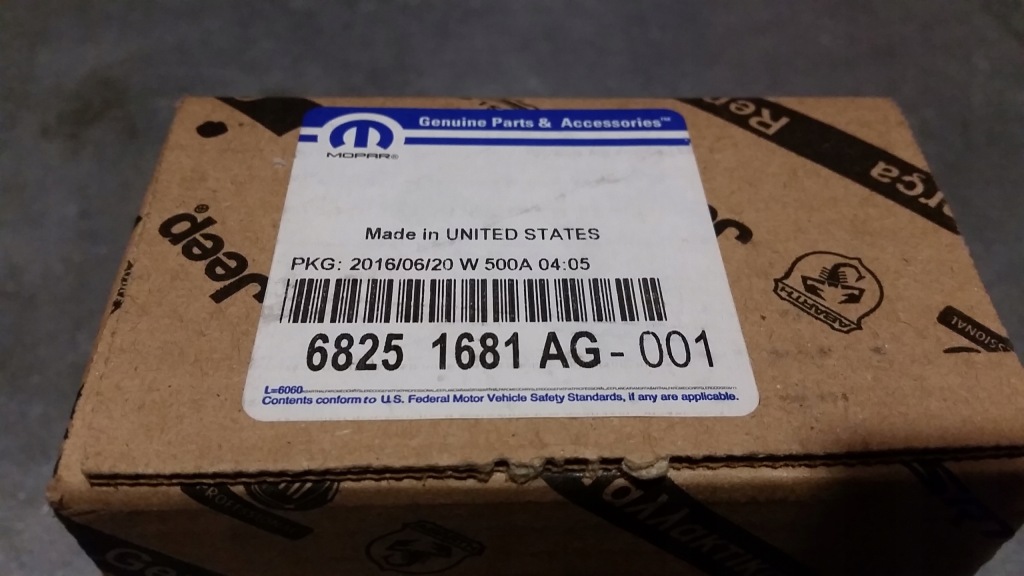 Genuine Parts & Accessories™
MOPAR®
Made in UNITED STATES
PKG: 2016/06/20 W 500A 04:05
6825 1681 AG - 001
L=6060
Contents conform to U.S. Federal Motor Vehicle Safety Standards, if any are applicable.
Jeep®
ABARTH